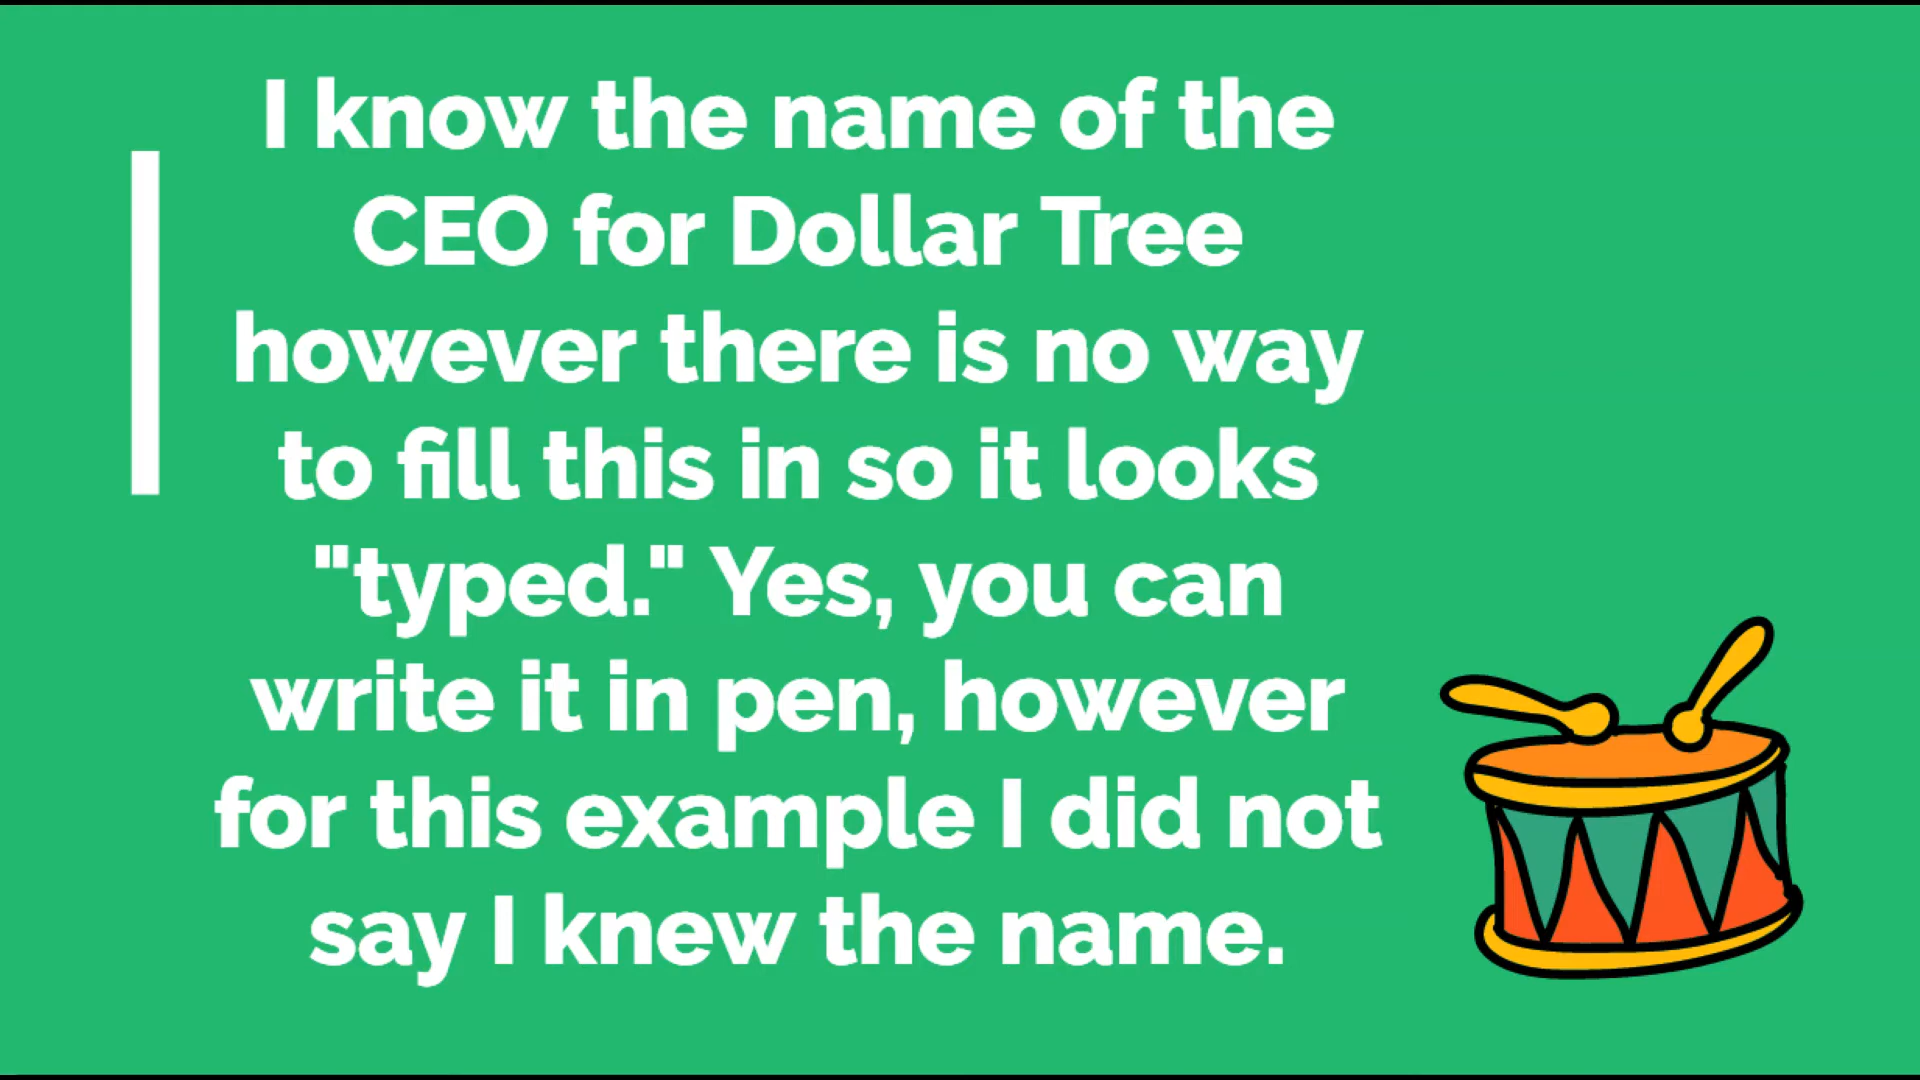 I know the name of the
CEO for Dollar Tree
however there is no way
to fill this in so it looks
"typed." Yes, you can
write it in pen, however
for this example I did not
say I knew the name.